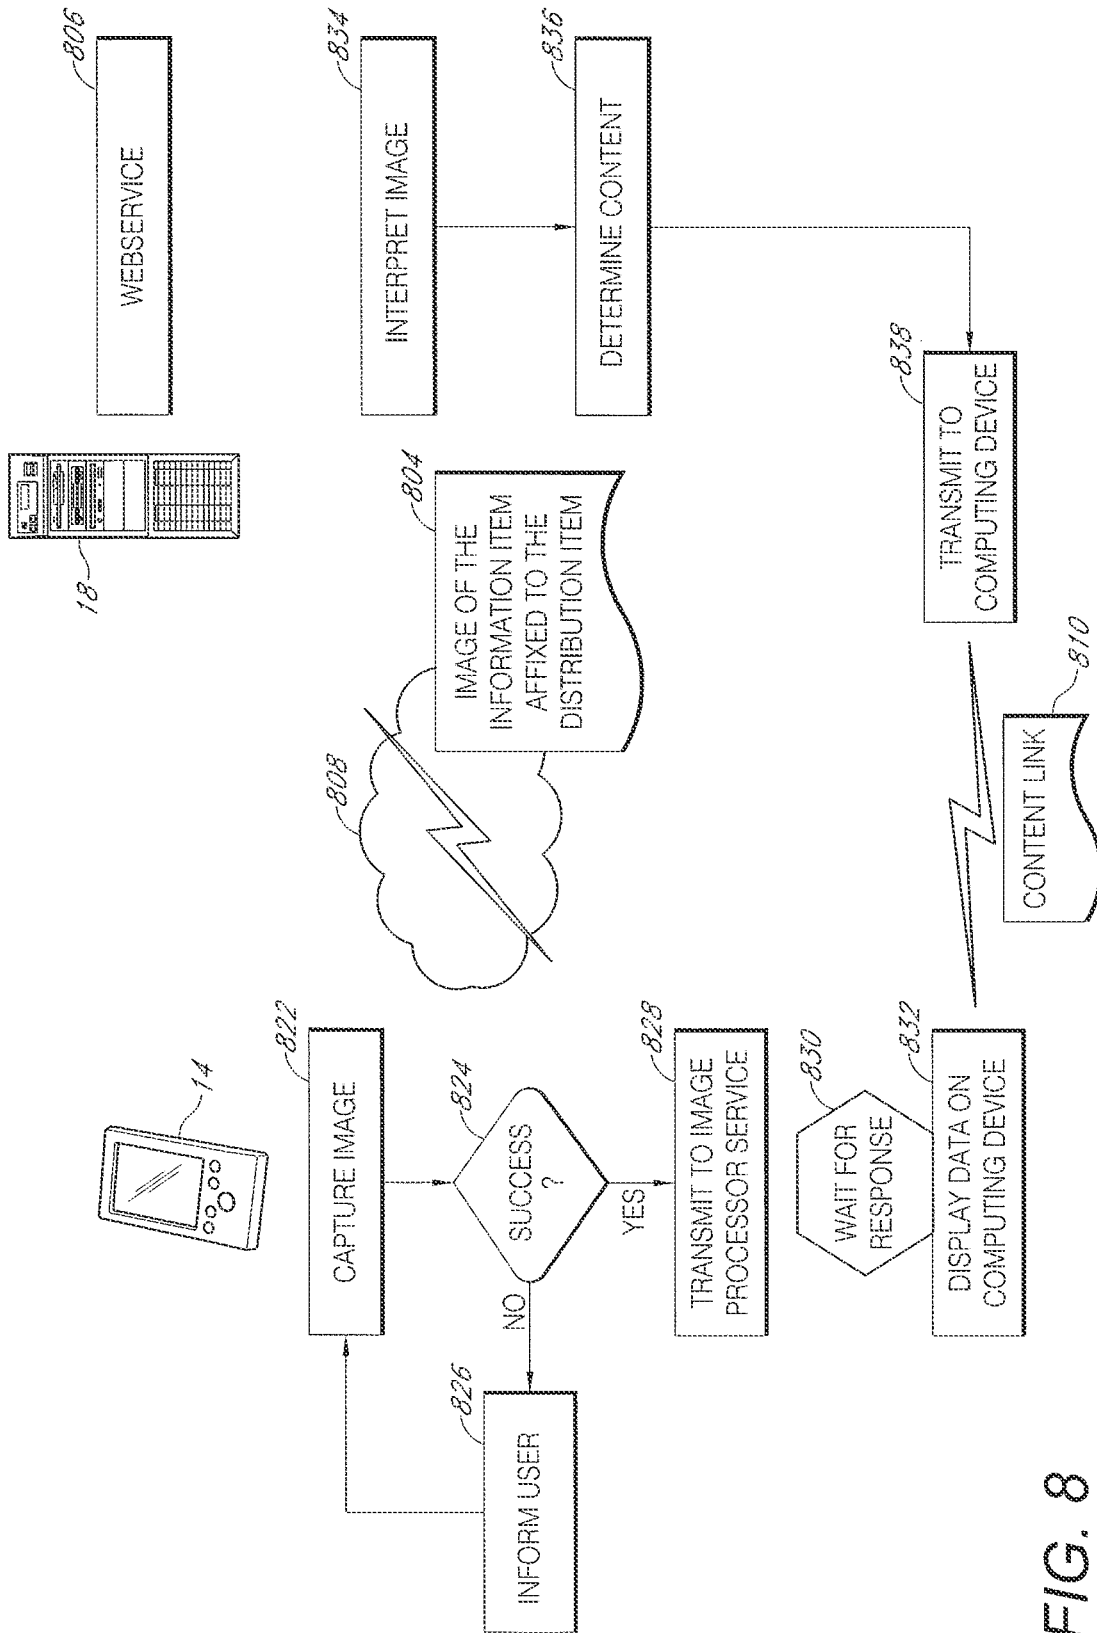 14
18
WEBSERVICE
806
CAPTURE IMAGE
822
808
INTERPRET IMAGE
834
SUCCESS
?
824
NO
YES
INFORM USER
826
IMAGE OF THE
INFORMATION ITEM
AFFIXED TO THE
DISTRIBUTION ITEM
804
DETERMINE CONTENT
836
TRANSMIT TO IMAGE
PROCESSOR SERVICE
828
WAIT FOR
RESPONSE
830
DISPLAY DATA ON
COMPUTING DEVICE
832
TRANSMIT TO
COMPUTING DEVICE
838
CONTENT LINK
810
FIG. 8